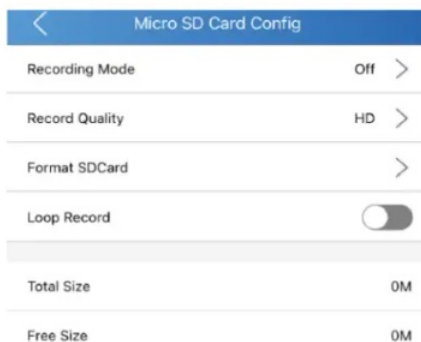 Micro SD Card Config
Recording Mode Off
Record Quality HD
Format SDCard
Loop Record
Total Size 0M
Free Size 0M